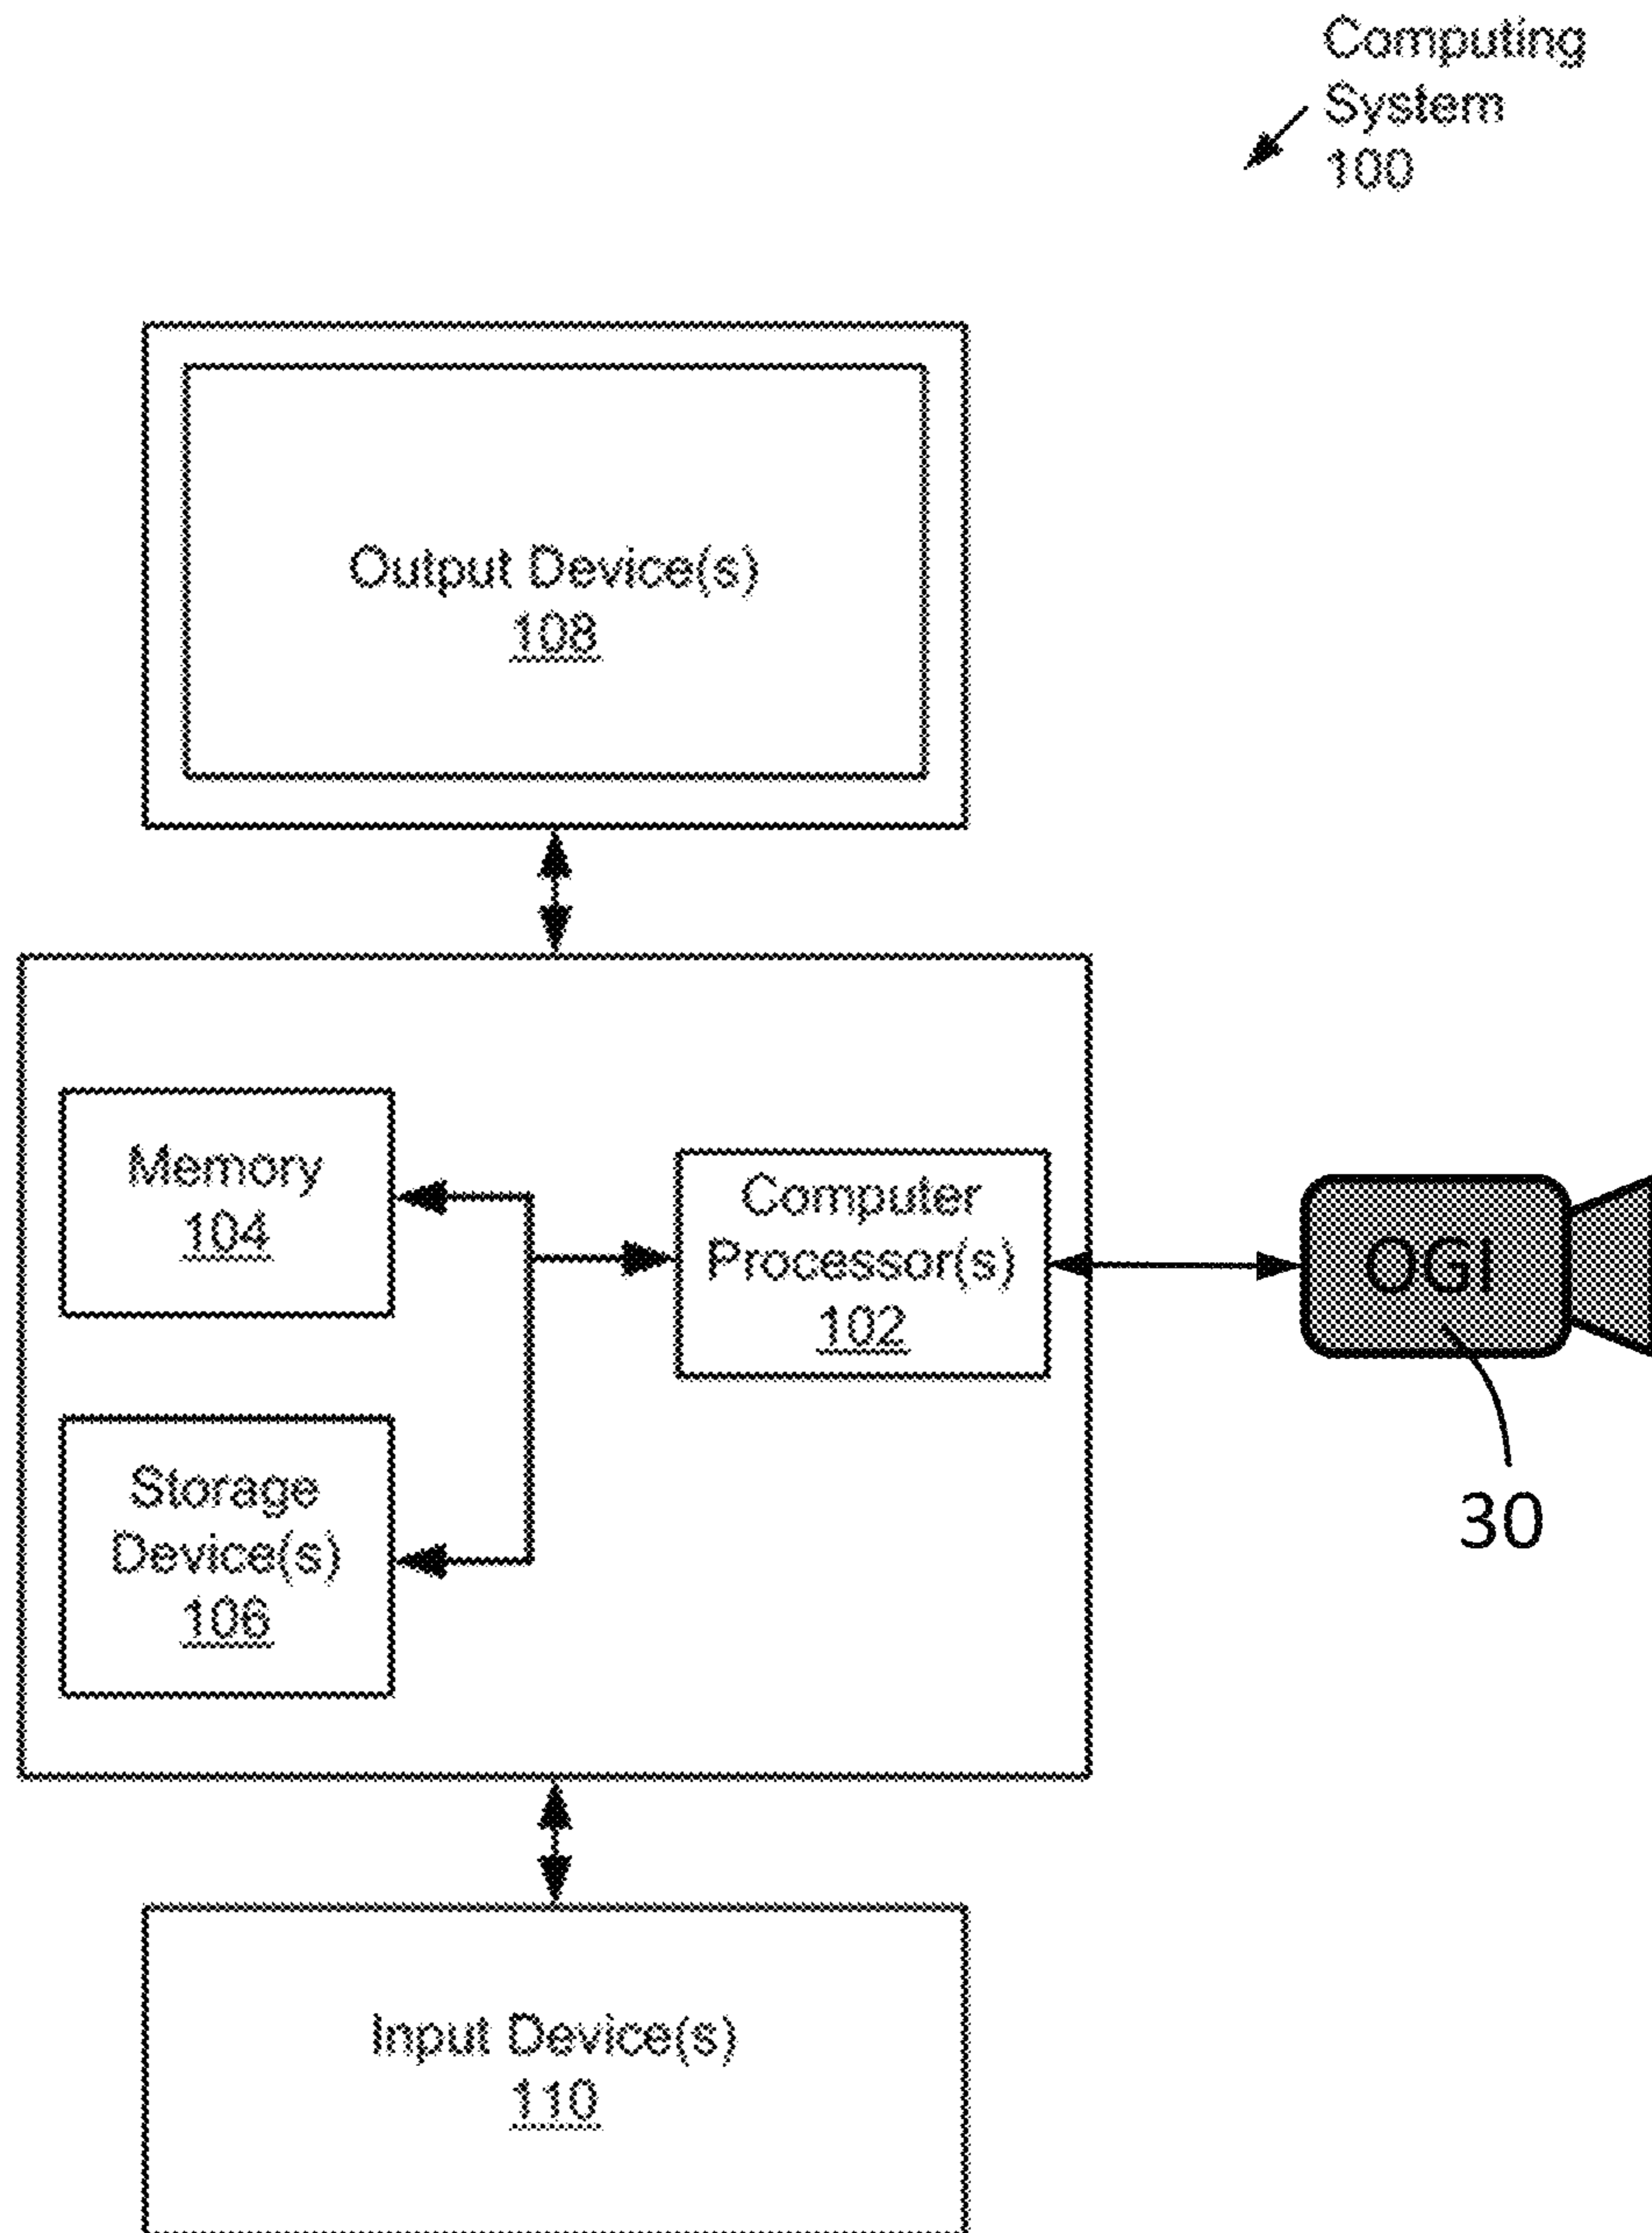 Computing
System
100
Output Device(s)
108
Memory
104
Computer
Processor(s)
102
OGI
30
Storage
Device(s)
106
Input Device(s)
110